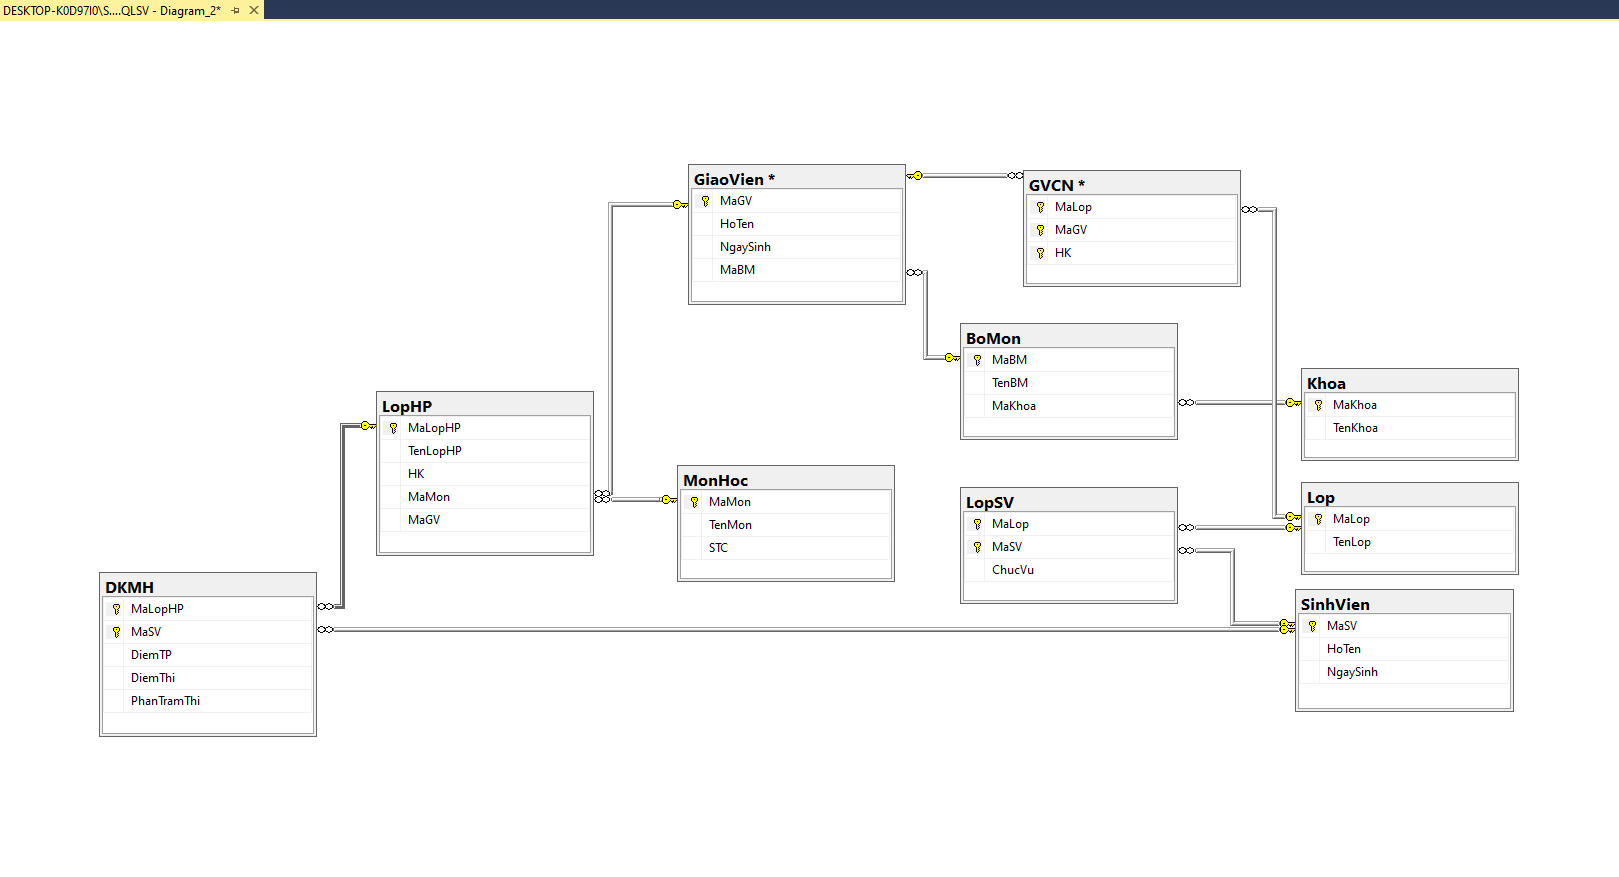 DESKTOP-K0D97I0\S....QLSV - Diagram_2*
GiaoVien *
MaGV
HoTen
NgaySinh
MaBM
GVCN *
MaLop
MaGV
HK
BoMon
MaBM
TenBM
MaKhoa
Khoa
MaKhoa
TenKhoa
LopHP
MaLopHP
TenLopHP
HK
MaMon
MaGV
MonHoc
MaMon
TenMon
STC
LopSV
MaLop
MaSV
ChucVu
Lop
MaLop
TenLop
DKMH
MaLopHP
MaSV
DiemTP
DiemThi
PhanTramThi
SinhVien
MaSV
HoTen
NgaySinh